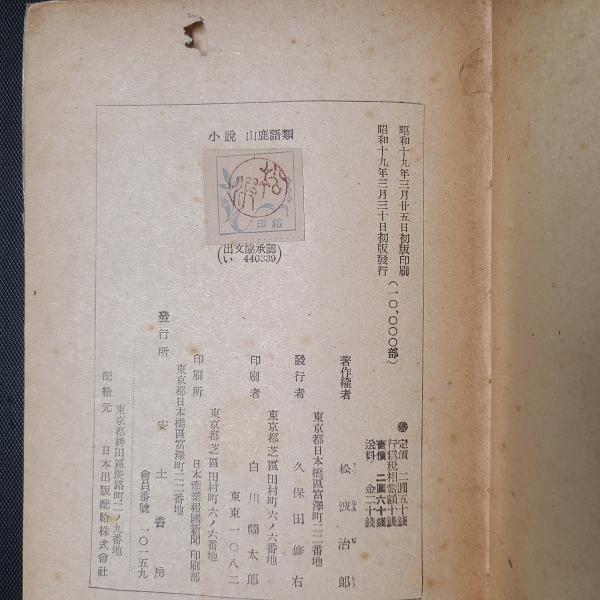 昭和十九年三月廿五日初版印刷
昭和十九年三月三十日初版發行
(一〇、〇〇〇部)
小説 山鹿語類
印檢
(出文協承認
い 440339)
定價 二圓五十錢
行爲税相當額十錢
賣價 二圓六十錢
送料 金二十錢
著作權者 松波治郎
東京都日本橋區富澤町一二番地
發行者 久保田修右
東京都芝區田村町六ノ六番地
印刷者 白川福太郎
東東一〇八二
東京都芝區田村町六ノ六番地
印刷所 日本產業報國新聞印刷部
東京都日本橋區富澤町一二番地
發行所 安土書房
會員番號 一〇一五九
東京都神田區淡路町二ノ九番地
配給元 日本出版配給株式會社